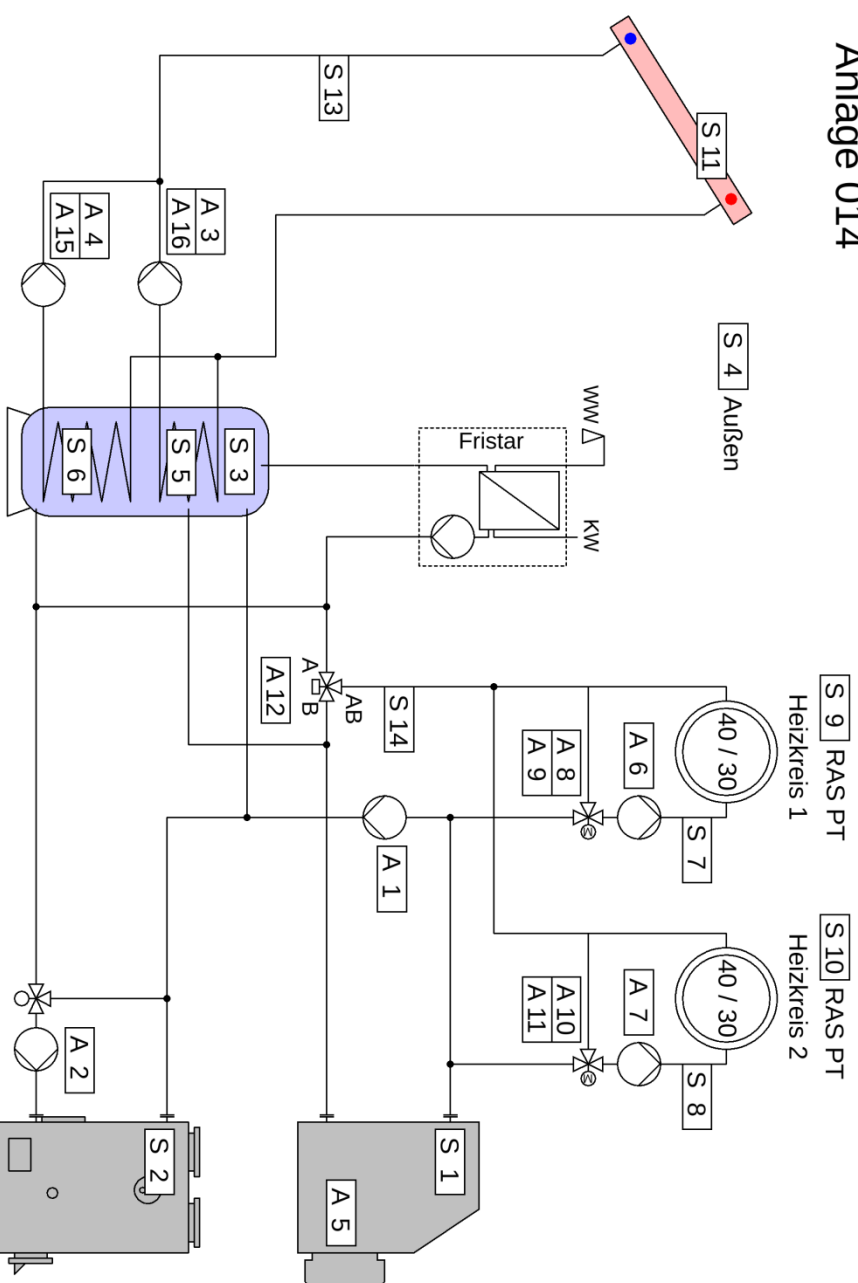 Anlage 014
S 9 RAS PT
S 10 RAS PT
Heizkreis 1
Heizkreis 2
S 4 Außen
40 / 30
40 / 30
S 11
S 7
S 8
A 6
A 7
WW
KW
M
M
A 8
A 9
A 10
A 11
Fristar
S 1
S 14
A 1
AB
A 5
S 13
A
B
A 12
S 3
A 3
A 16
S 5
S 2
A 4
A 15
S 6
A 2